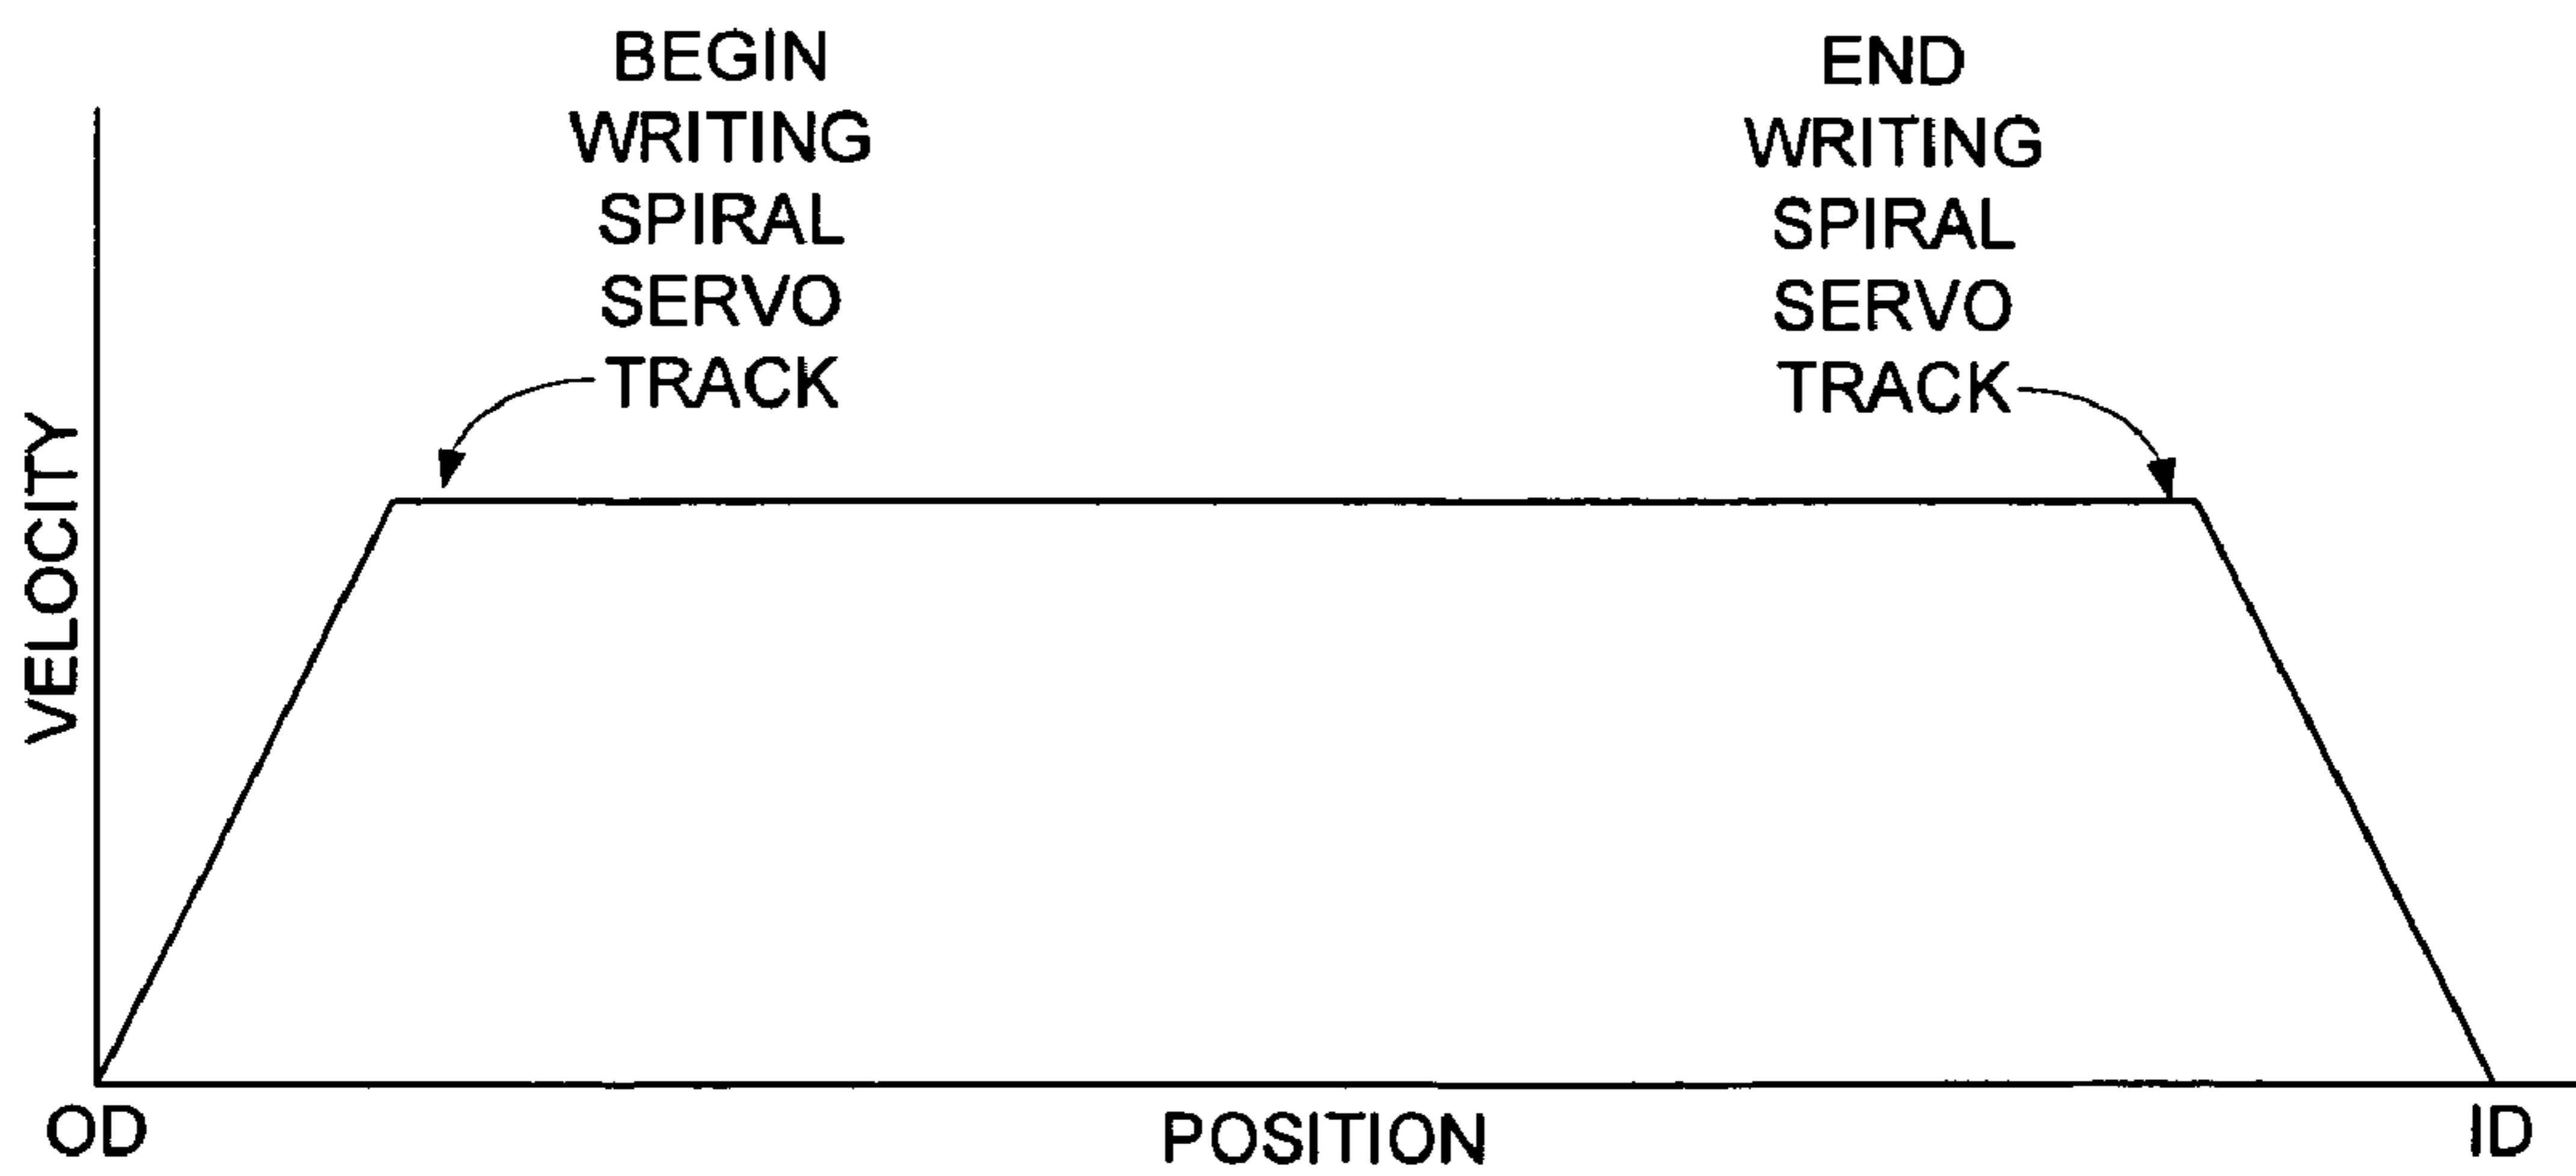 BEGIN
WRITING
SPIRAL
SERVO
TRACK
END
WRITING
SPIRAL
SERVO
TRACK
VELOCITY
OD
POSITION
ID